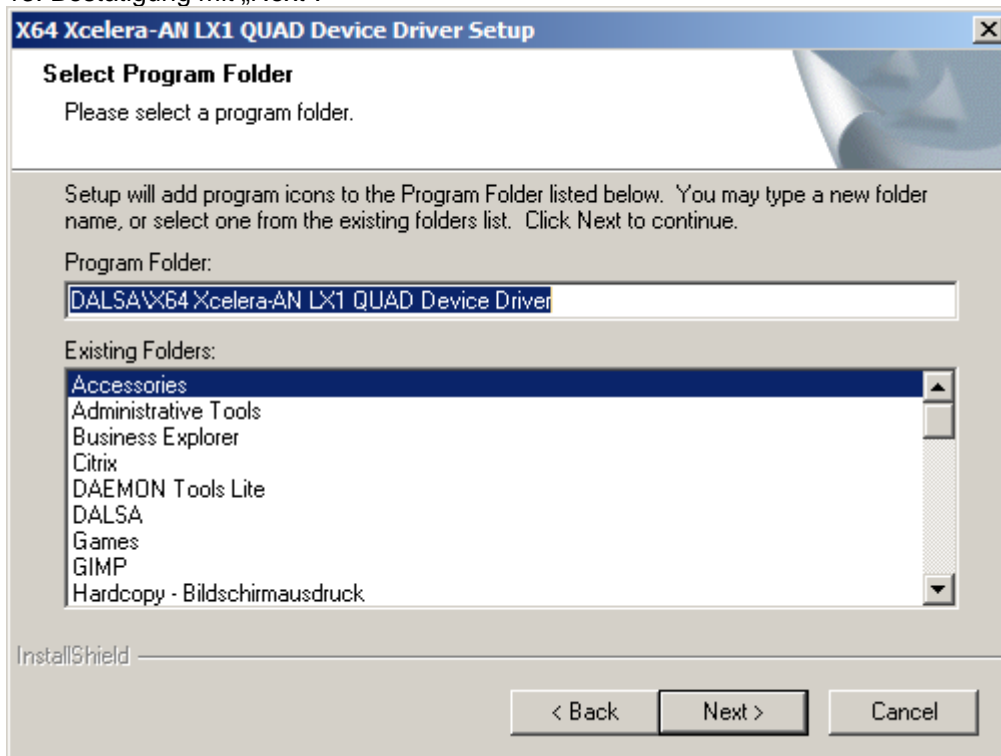 Bestätigung mit „Next“.
X64 Xcelera-AN LX1 QUAD Device Driver Setup
Select Program Folder
Please select a program folder.
Setup will add program icons to the Program Folder listed below. You may type a new folder
name, or select one from the existing folders list. Click Next to continue.
Program Folder:
DALSA\X64 Xcelera-AN LX1 QUAD Device Driver
Existing Folders:
Accessories
Administrative Tools
Business Explorer
Citrix
DAEMON Tools Lite
DALSA
Games
GIMP
Hardcopy - Bildschirmausdruck
InstallShield
< Back
Next >
Cancel